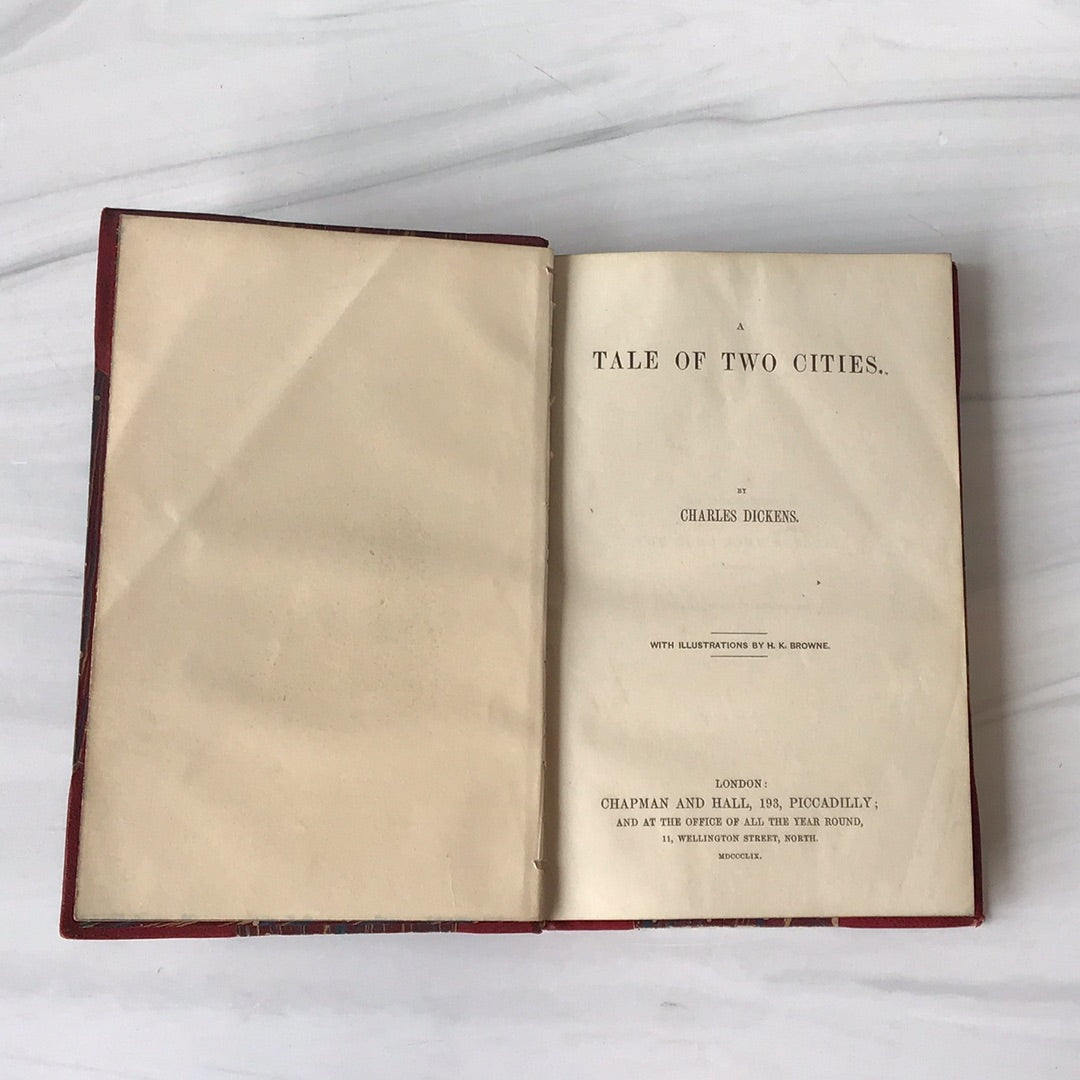 A
TALE OF TWO CITIES.
BY
CHARLES DICKENS.
WITH ILLUSTRATIONS BY H. K. BROWNE.
LONDON:
CHAPMAN AND HALL, 193, PICCADILLY;
AND AT THE OFFICE OF ALL THE YEAR ROUND,
11, WELLINGTON STREET, NORTH.
MDCCCLIX.